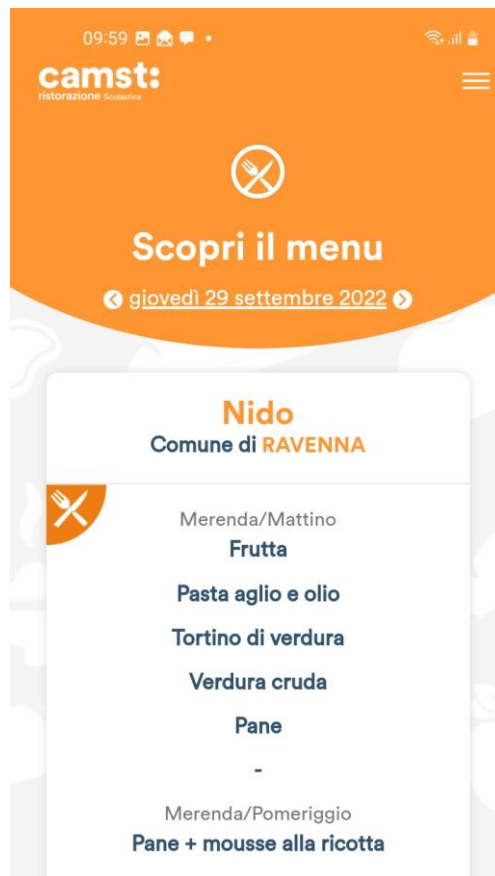 09:59
camst:
ristorazione Scolastica
Scopri il menu
giovedì 29 settembre 2022
Nido
Comune di RAVENNA
Merenda/Mattino
Frutta
Pasta aglio e olio
Tortino di verdura
Verdura cruda
Pane
-
Merenda/Pomeriggio
Pane + mousse alla ricotta